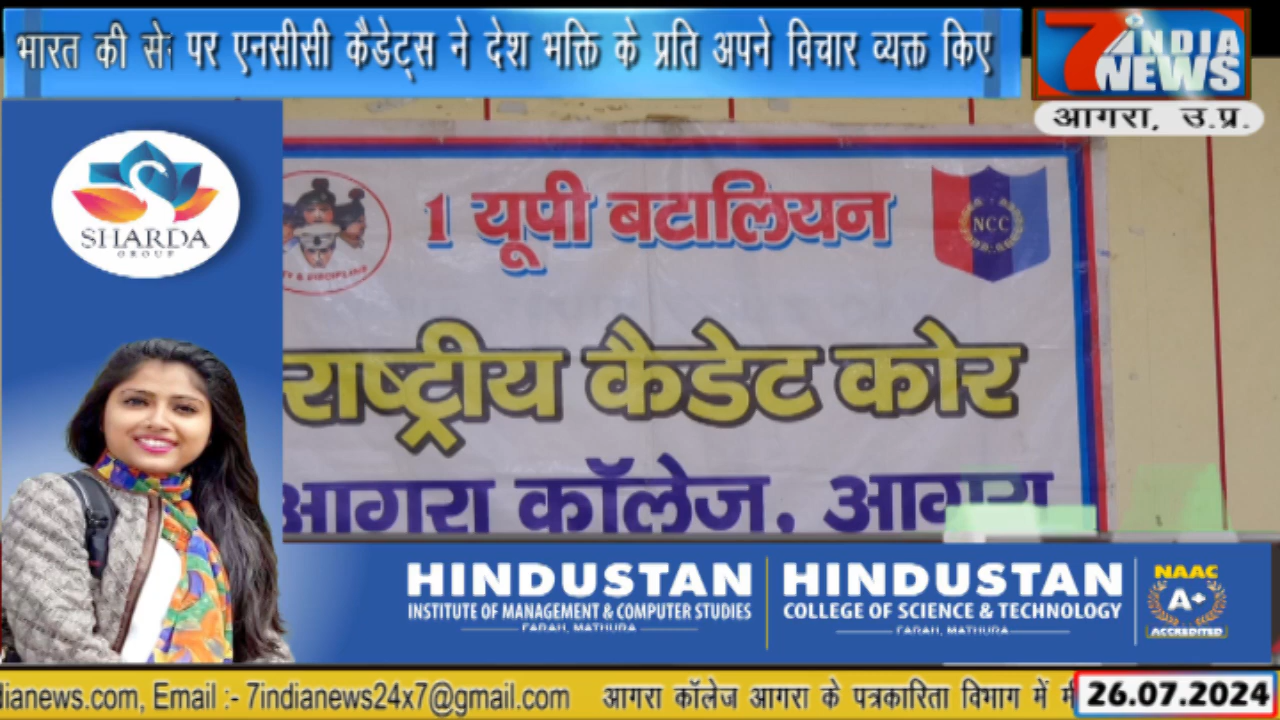 भारत की पर एनसीसी कैडेट्स ने देश भक्ति के प्रति अपने विचार व्यक्त किए
7 INDIA NEWS
आगरा, उ.प्र.
SHARDA
GROUP
1 यूपी बटालियन
NCC
& DISCIPLINE
राष्ट्रीय कैडेट कोर
आगरा कॉलेज, आगरा
HINDUSTAN
INSTITUTE OF MANAGEMENT & COMPUTER STUDIES
FARAH, MATHURA
HINDUSTAN
COLLEGE OF SCIENCE & TECHNOLOGY
FARAH, MATHURA
NAAC
A+
ACCREDITED
dianews.com, Email :- 7indianews24x7@gmail.com आगरा कॉलेज आगरा के पत्रकारिता विभाग में
26.07.2024